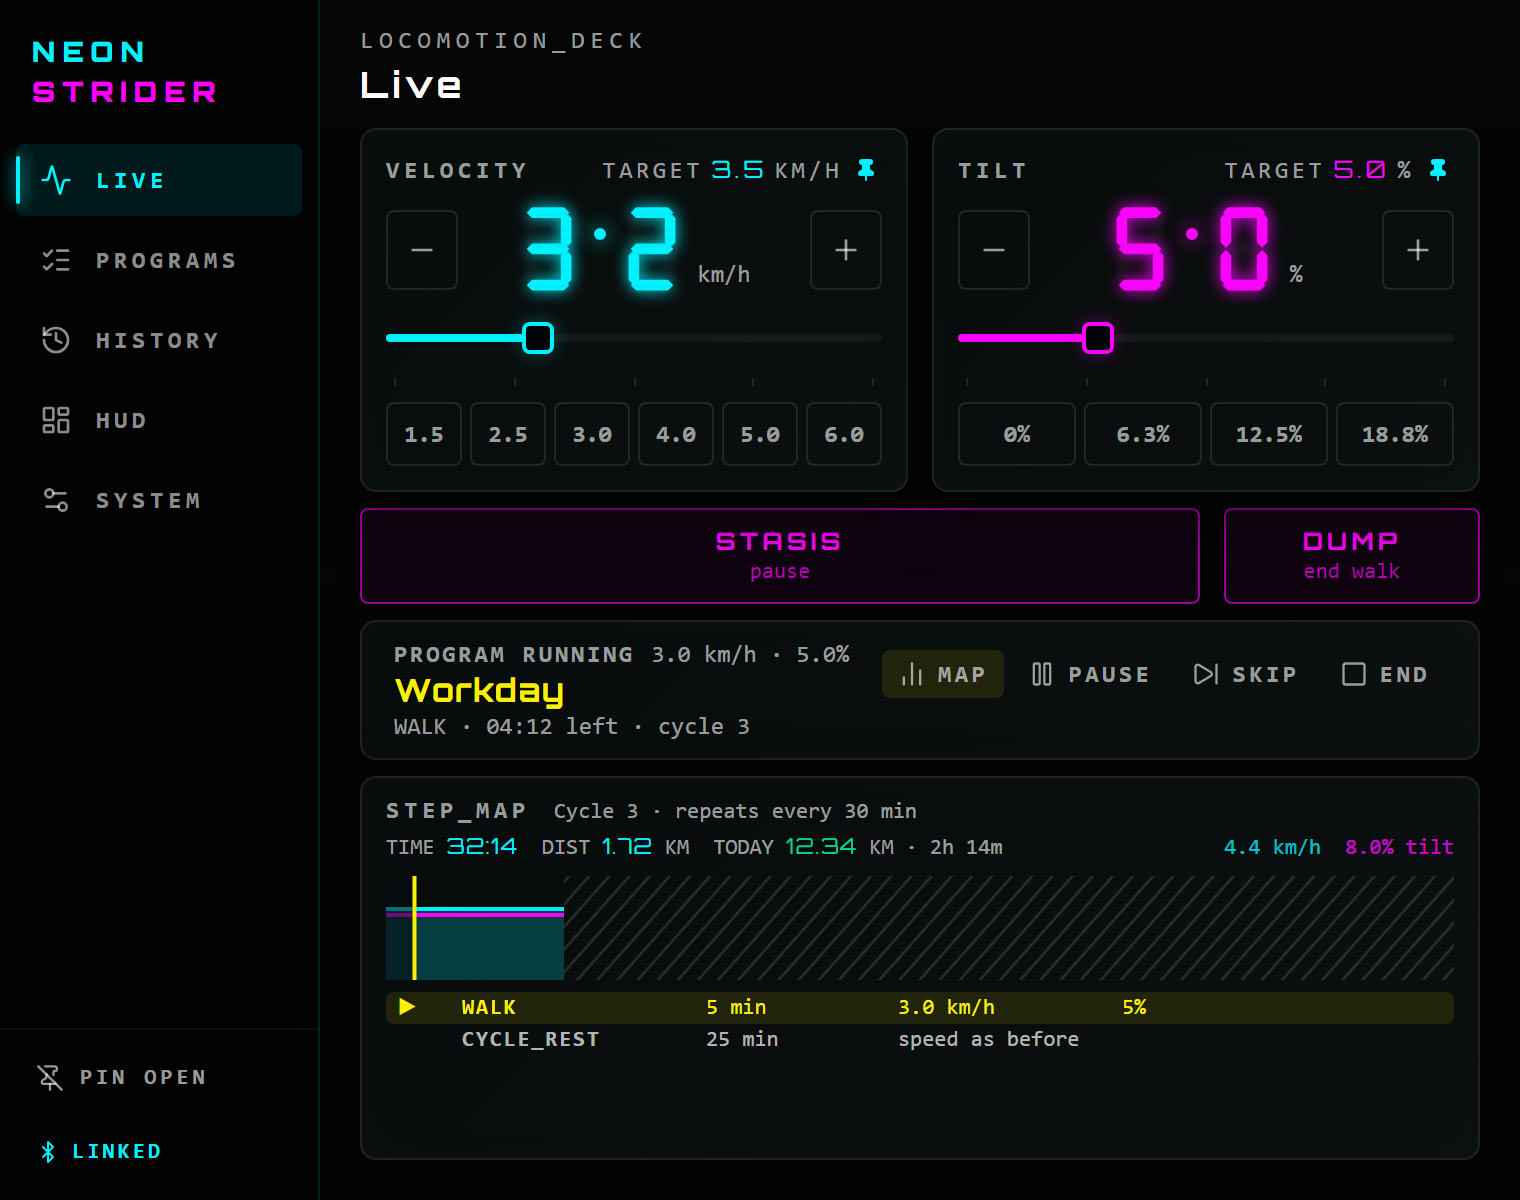 NEON
STRIDER
LIVE
PROGRAMS
HISTORY
HUD
SYSTEM
PIN OPEN
LINKED
LOCOMOTION_DECK
Live
VELOCITY TARGET 3.5 KM/H
3.2 km/h
1.5 2.5 3.0 4.0 5.0 6.0
TILT TARGET 5.0 %
5.0 %
0% 6.3% 12.5% 18.8%
STASIS
pause
DUMP
end walk
PROGRAM RUNNING 3.0 km/h · 5.0%
Workday
WALK · 04:12 left · cycle 3
MAP PAUSE SKIP END
STEP_MAP Cycle 3 · repeats every 30 min
TIME 32:14 DIST 1.72 KM TODAY 12.34 KM · 2h 14m 4.4 km/h 8.0% tilt
WALK 5 min 3.0 km/h 5%
CYCLE_REST 25 min speed as before